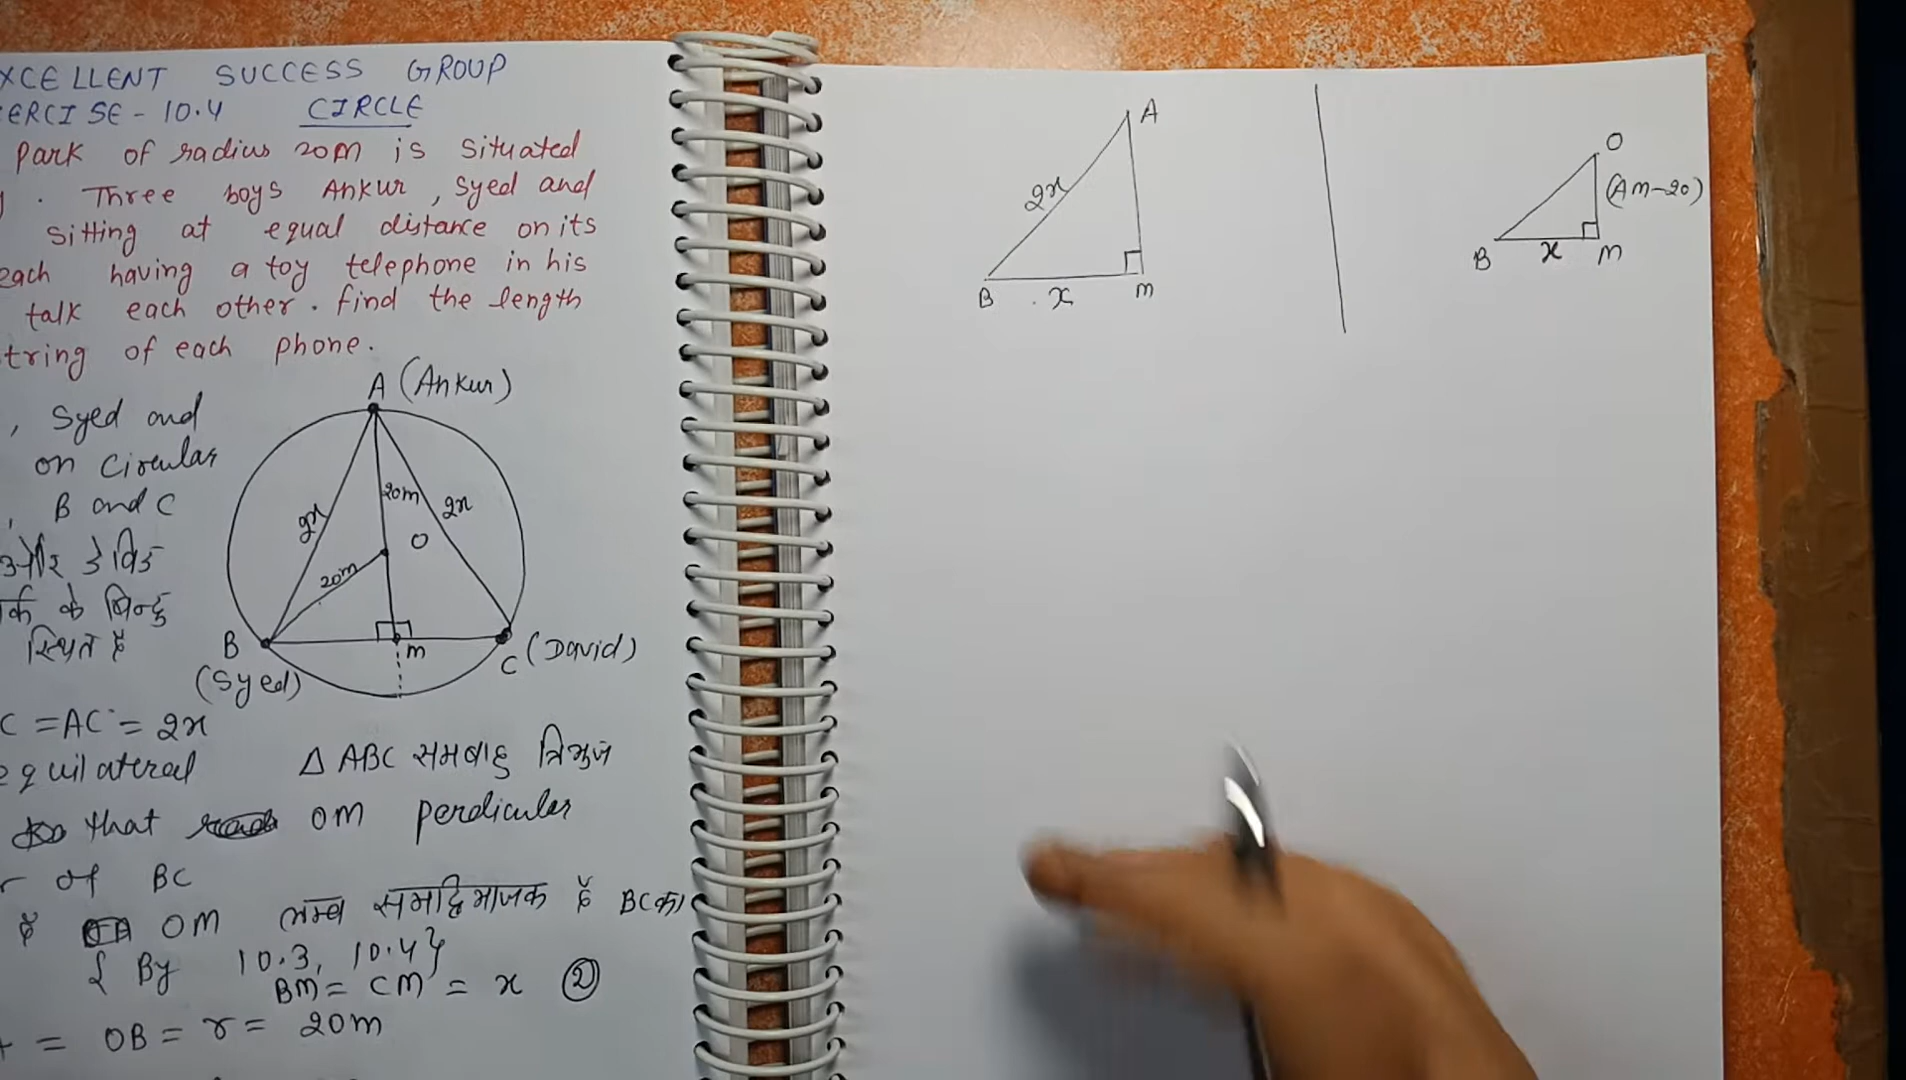 XCELLENT SUCCESS GROUP
ERCISE - 10.4 CIRCLE
Park of radius 20m is situated
. Three boys Ankur , Syed and
sitting at equal distance on its
each having a toy telephone in his
talk each other . find the length
tring of each phone.
A (Ankur)
, Syed and
on Circular
, B and C
और डेविड
र्क के बिन्दु
स्थित है
2x
20m
2x
O
20m
B
(Syed)
m
C (David)
C = AC = 2x
equilateral Δ ABC समबाहु त्रिभुज
that OM perdicular
r of BC
है OM लम्ब समद्विभाजक है BC का
{ By 10.3, 10.4}
BM = CM = x ②
= OB = r = 20m
A
2x
B x M
O
(AM-20)
B x M